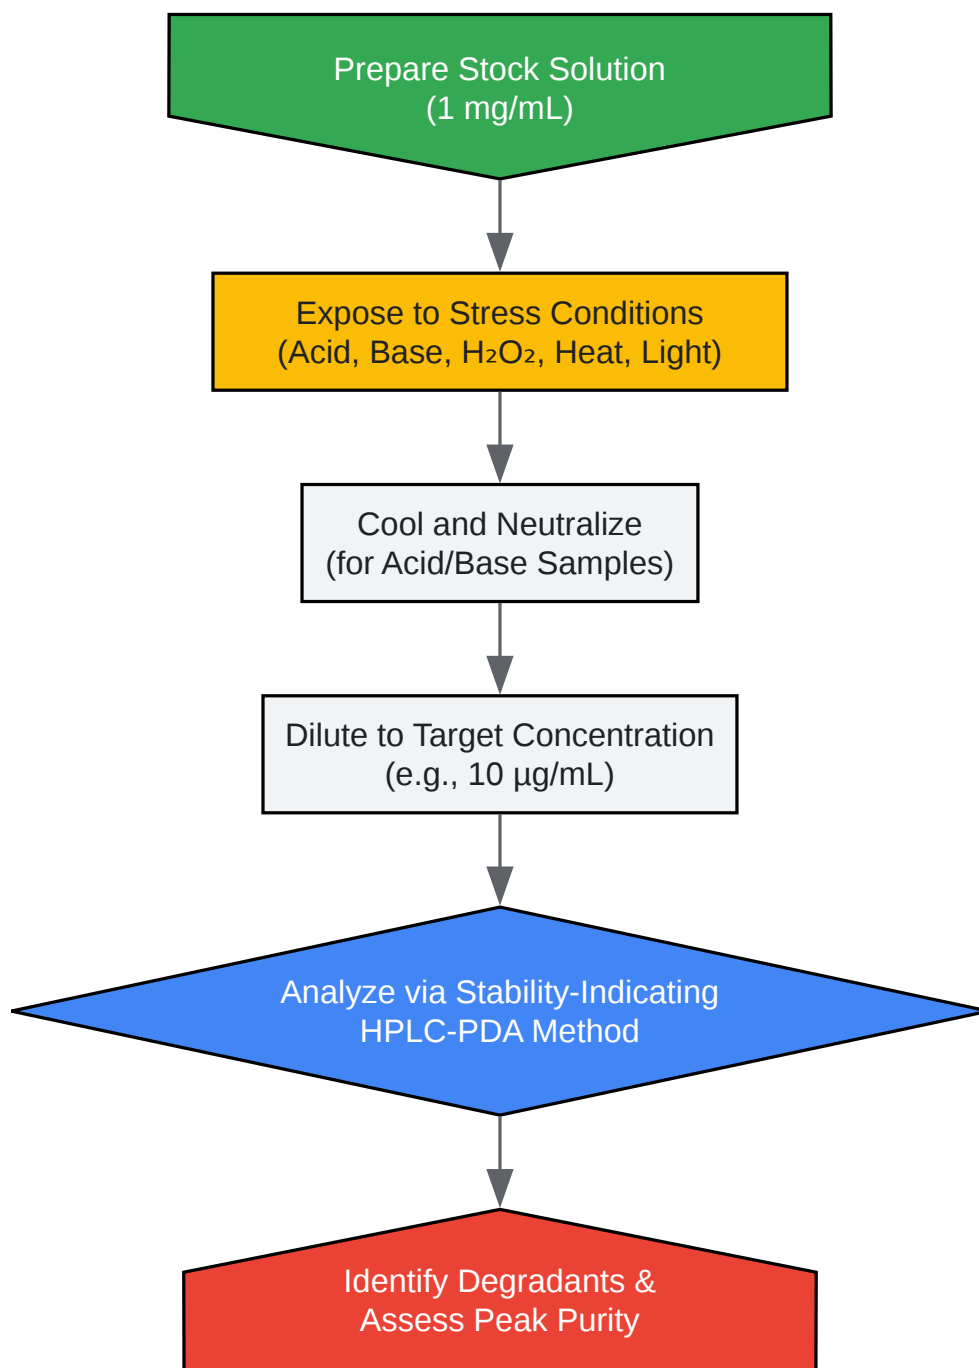 Prepare Stock Solution
(1 mg/mL)
Expose to Stress Conditions
(Acid, Base, H₂O₂, Heat, Light)
Cool and Neutralize
(for Acid/Base Samples)
Dilute to Target Concentration
(e.g., 10 µg/mL)
Analyze via Stability-Indicating
HPLC-PDA Method
Identify Degradants &
Assess Peak Purity